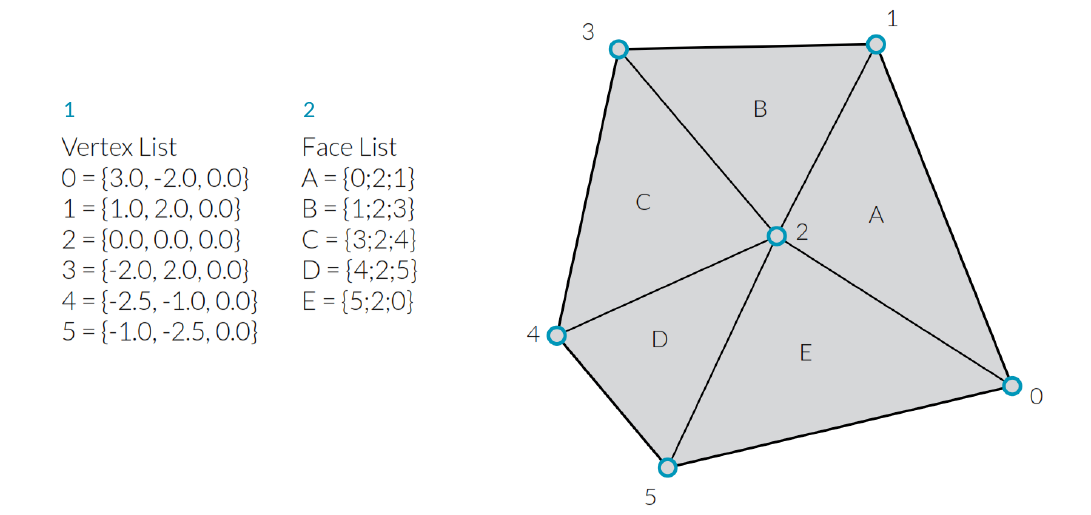 1
Vertex List
0 = {3.0, -2.0, 0.0}
1 = {1.0, 2.0, 0.0}
2 = {0.0, 0.0, 0.0}
3 = {-2.0, 2.0, 0.0}
4 = {-2.5, -1.0, 0.0}
5 = {-1.0, -2.5, 0.0}
2
Face List
A = {0;2;1}
B = {1;2;3}
C = {3;2;4}
D = {4;2;5}
E = {5;2;0}
1
3
B
C
A
2
4
D
E
0
5